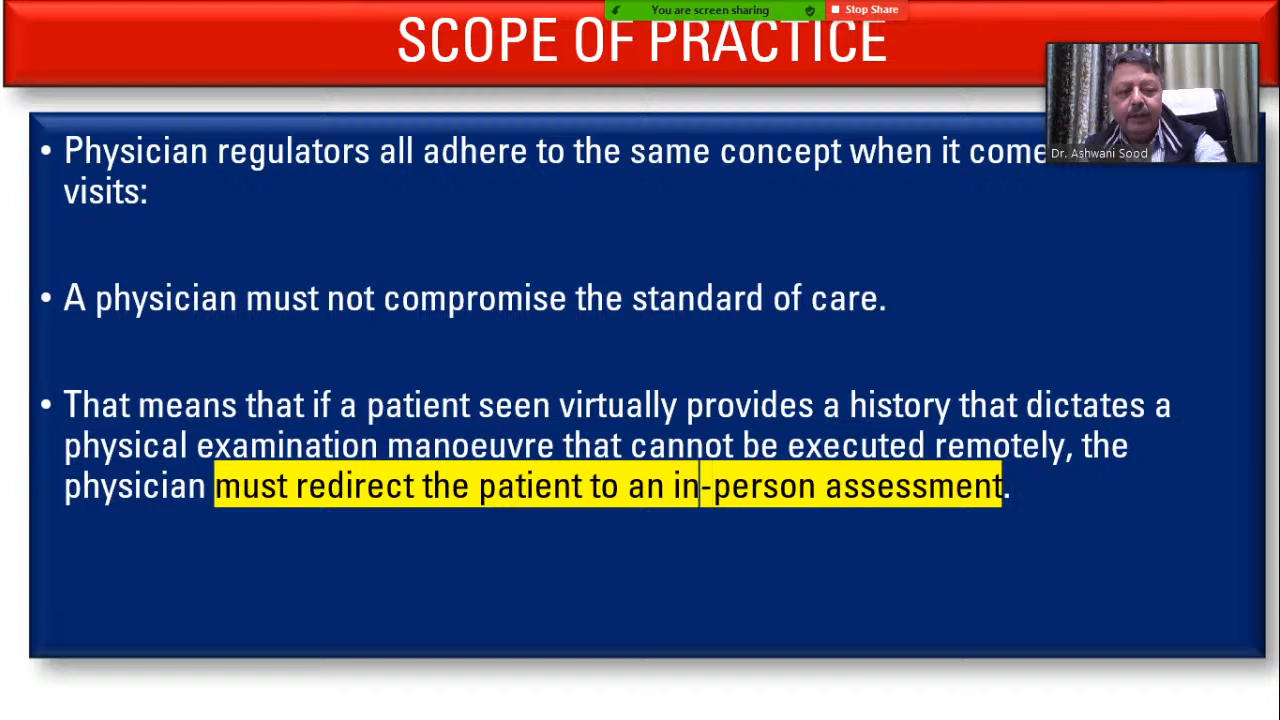 You are screen sharing
Stop Share
SCOPE OF PRACTICE
Dr. Ashwani Sood
• Physician regulators all adhere to the same concept when it come
visits:
• A physician must not compromise the standard of care.
• That means that if a patient seen virtually provides a history that dictates a
physical examination manoeuvre that cannot be executed remotely, the
physician must redirect the patient to an in-person assessment.